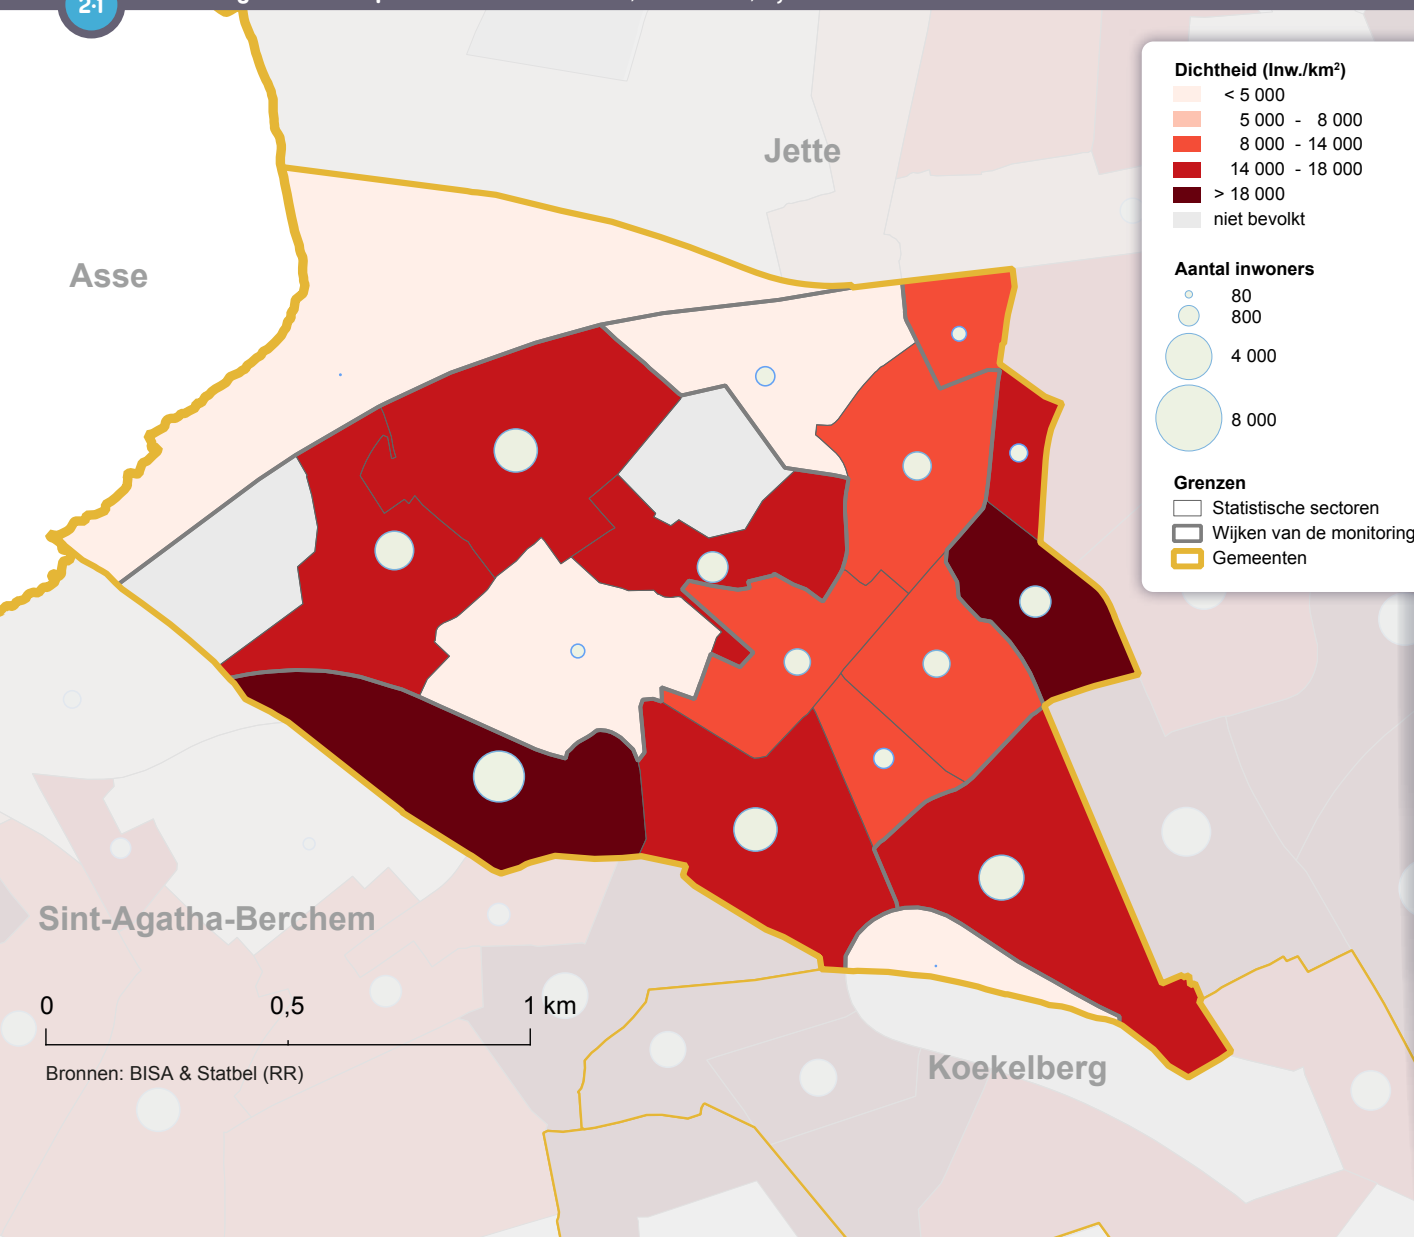 2·1
Jette
Asse
Sint-Agatha-Berchem
Koekelberg
Dichtheid (Inw./km²)
< 5 000
5 000 - 8 000
8 000 - 14 000
14 000 - 18 000
> 18 000
niet bevolkt
Aantal inwoners
80
800
4 000
8 000
Grenzen
Statistische sectoren
Wijken van de monitoring
Gemeenten
0 0,5 1 km
Bronnen: BISA & Statbel (RR)